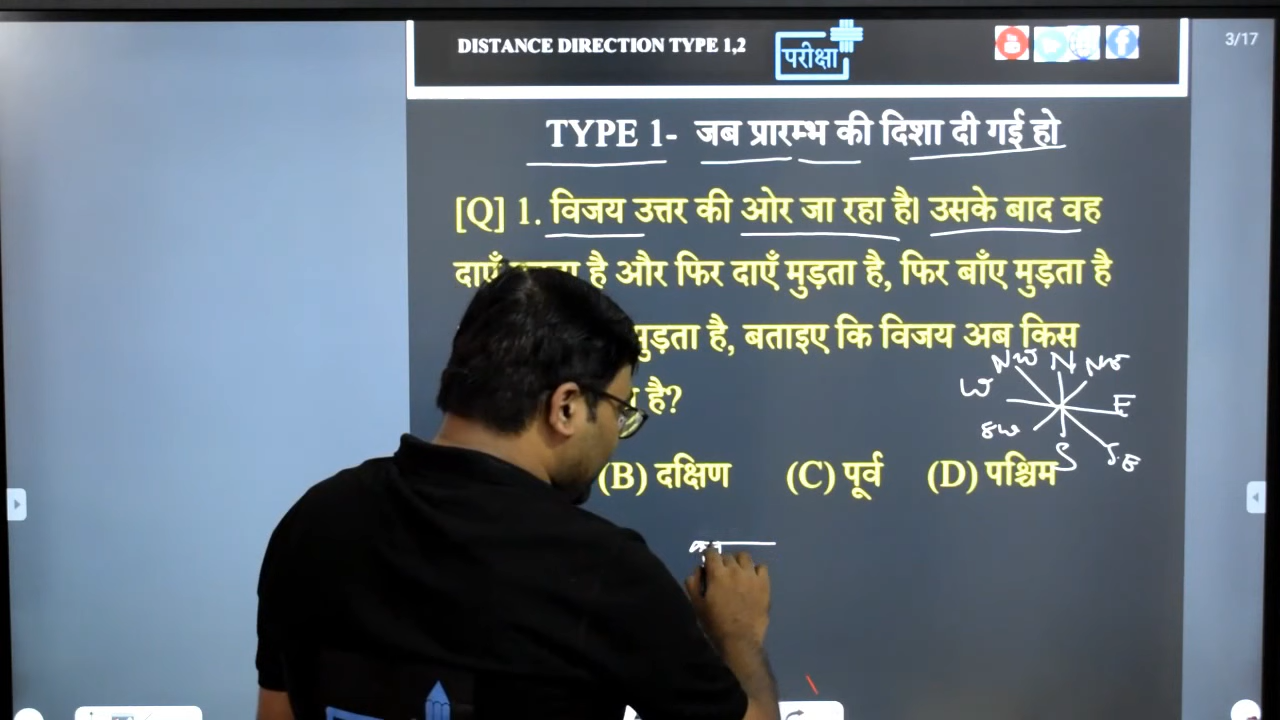 DISTANCE DIRECTION TYPE 1,2
परीक्षा
3/17
TYPE 1- जब प्रारम्भ की दिशा दी गई हो
[Q] 1. विजय उत्तर की ओर जा रहा है। उसके बाद वह
दाएँ है और फिर दाएँ मुड़ता है, फिर बाँए मुड़ता है
मुड़ता है, बताइए कि विजय अब किस
है?
NW N NE
W E
SW S S.E
(B) दक्षिण (C) पूर्व (D) पश्चिम